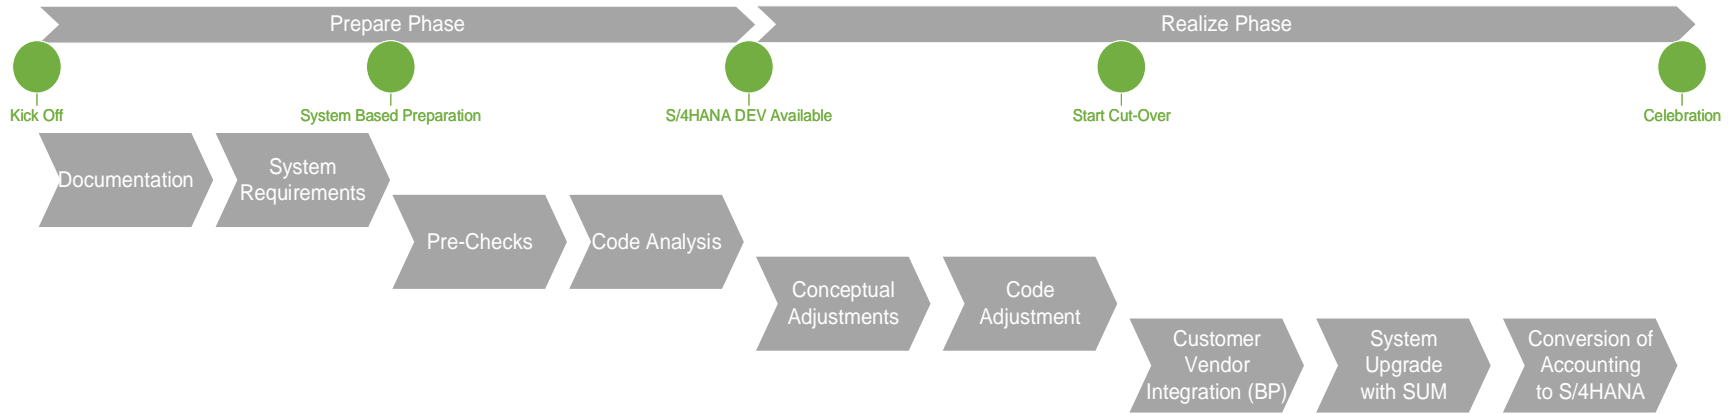 Prepare Phase
Realize Phase
Kick Off
System Based Preparation
S/4HANA DEV Available
Start Cut-Over
Celebration
Documentation
System
Requirements
Pre-Checks
Code Analysis
Conceptual
Adjustments
Code
Adjustment
Customer
Vendor
Integration (BP)
System
Upgrade
with SUM
Conversion of
Accounting
to S/4HANA